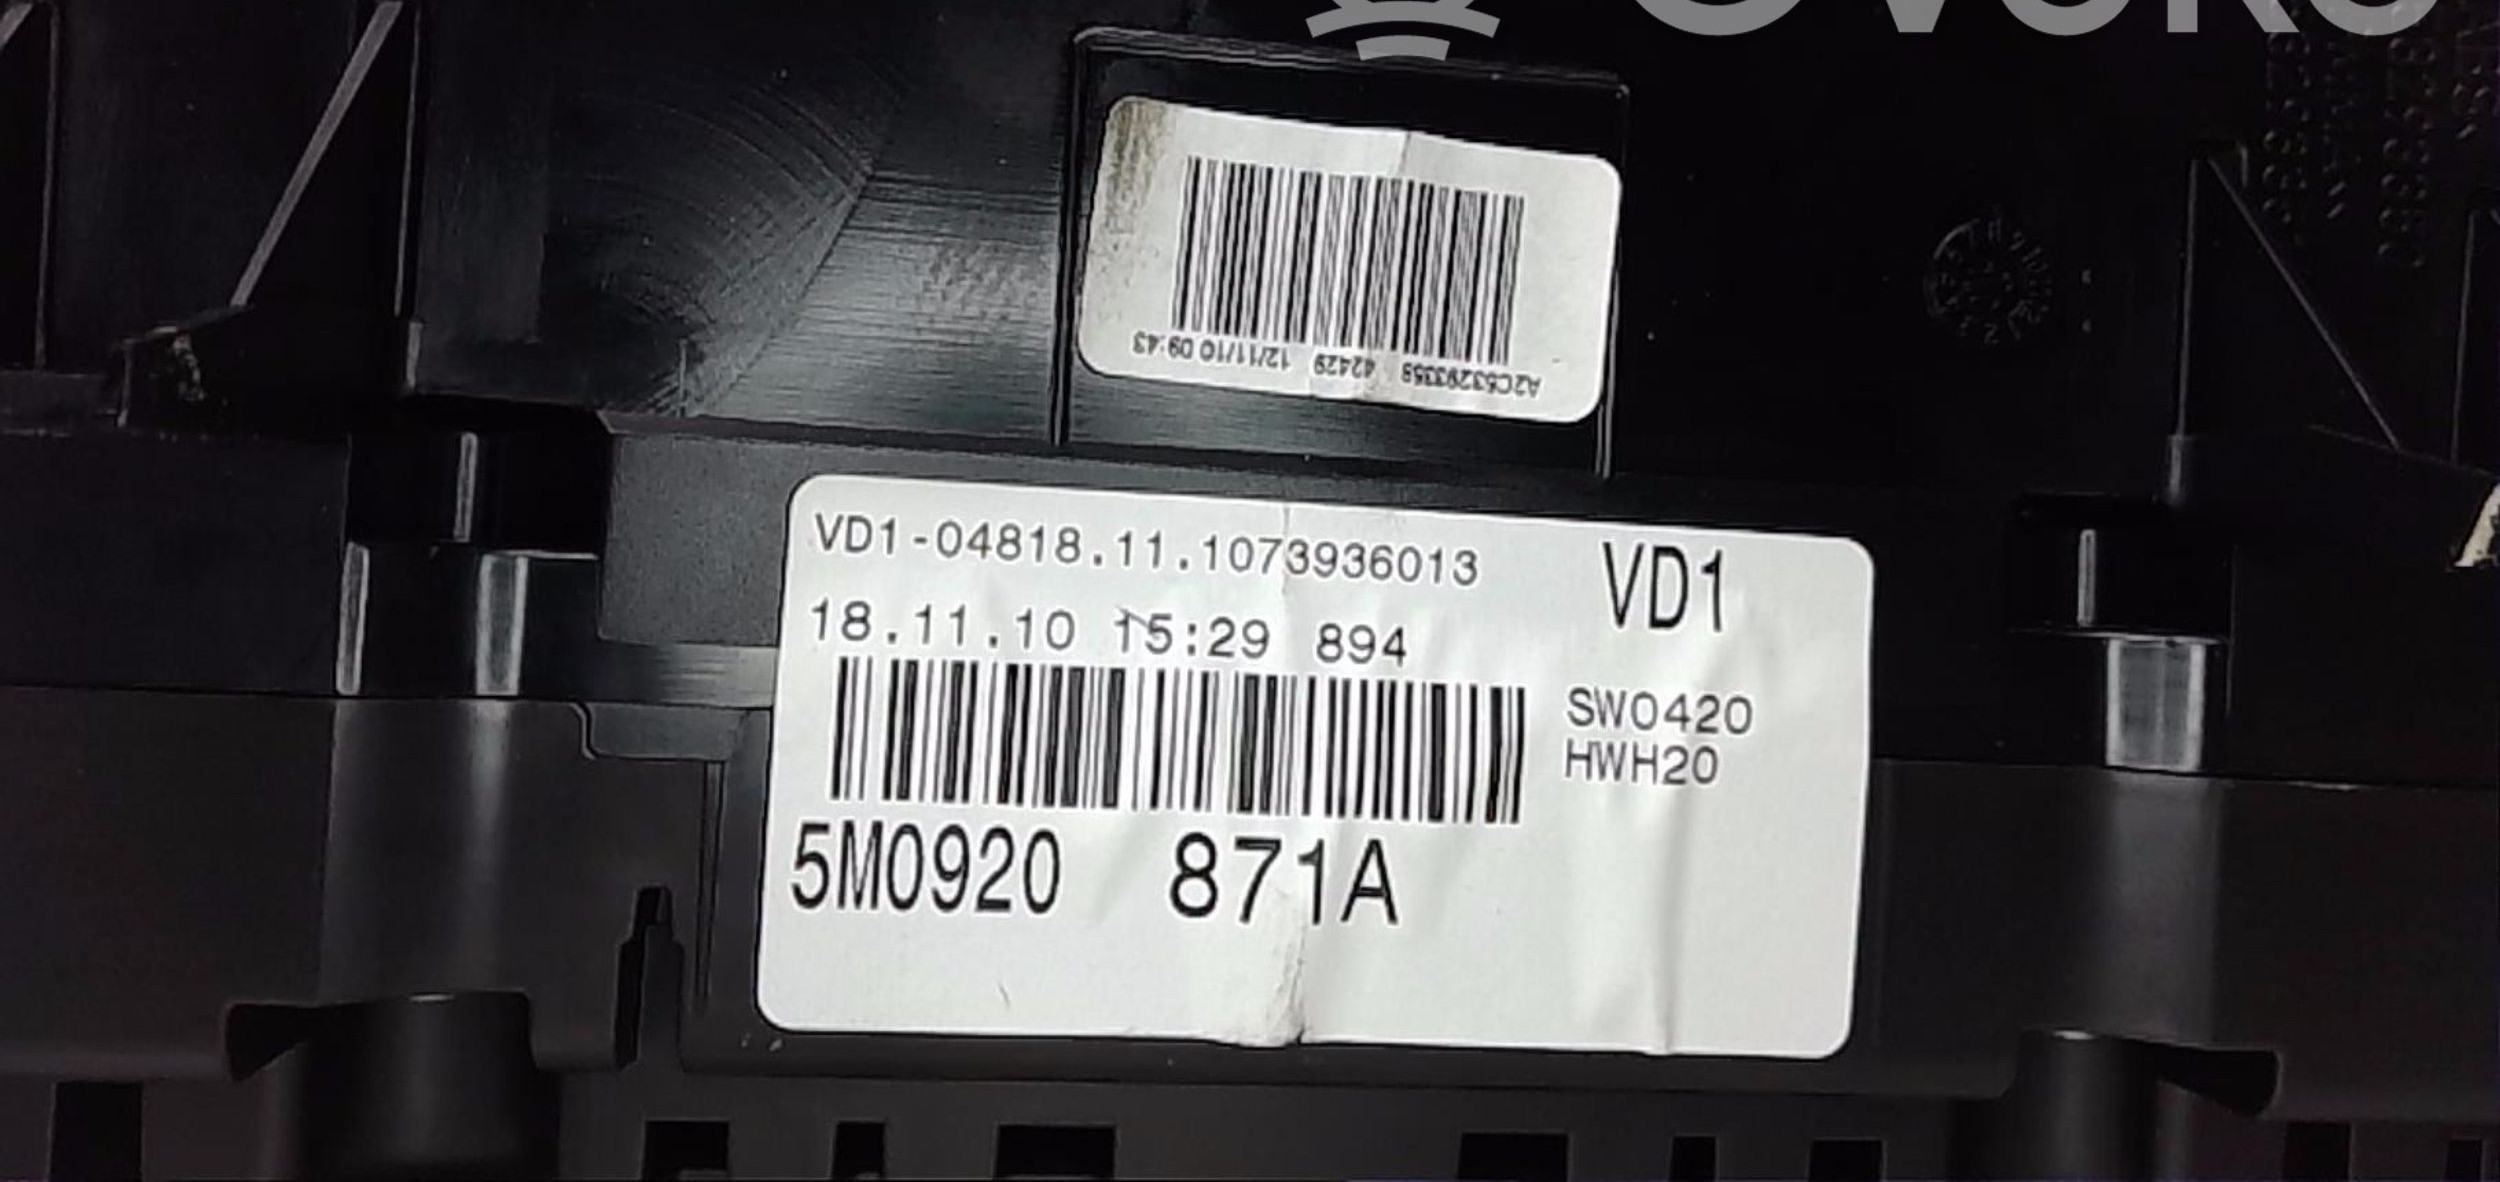 A2C53293359 42429 12/11/10 09:43
VD1-04818.11.1073936013
VD1
18.11.10 15:29 894
SW0420
HWH20
5M0920 871A